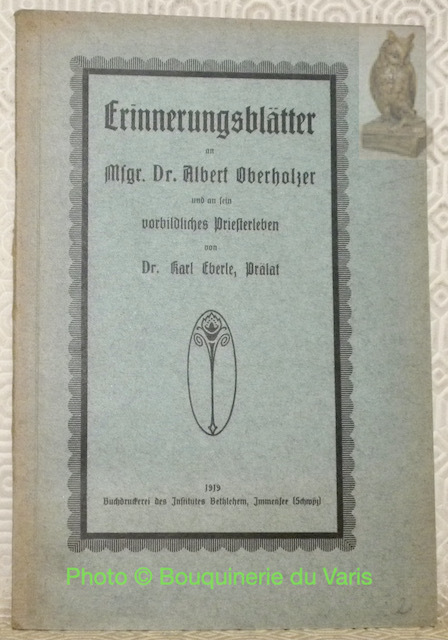 Erinnerungsblätter
an
Msgr. Dr. Albert Oberholzer
und an sein
vorbildliches Priesterleben
von
Dr. Karl Eberle, Prälat
1919
Buchdruckerei des Institutes Bethlehem, Immensee (Schwyz)
Photo © Bouquinerie du Varis